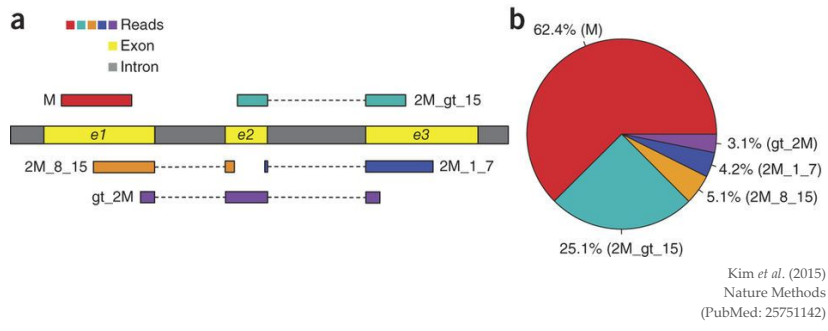 a
Reads
Exon
Intron
M
2M_gt_15
e1
e2
e3
2M_8_15
2M_1_7
gt_2M
b
62.4% (M)
3.1% (gt_2M)
4.2% (2M_1_7)
5.1% (2M_8_15)
25.1% (2M_gt_15)
Kim et al. (2015)
Nature Methods
(PubMed: 25751142)